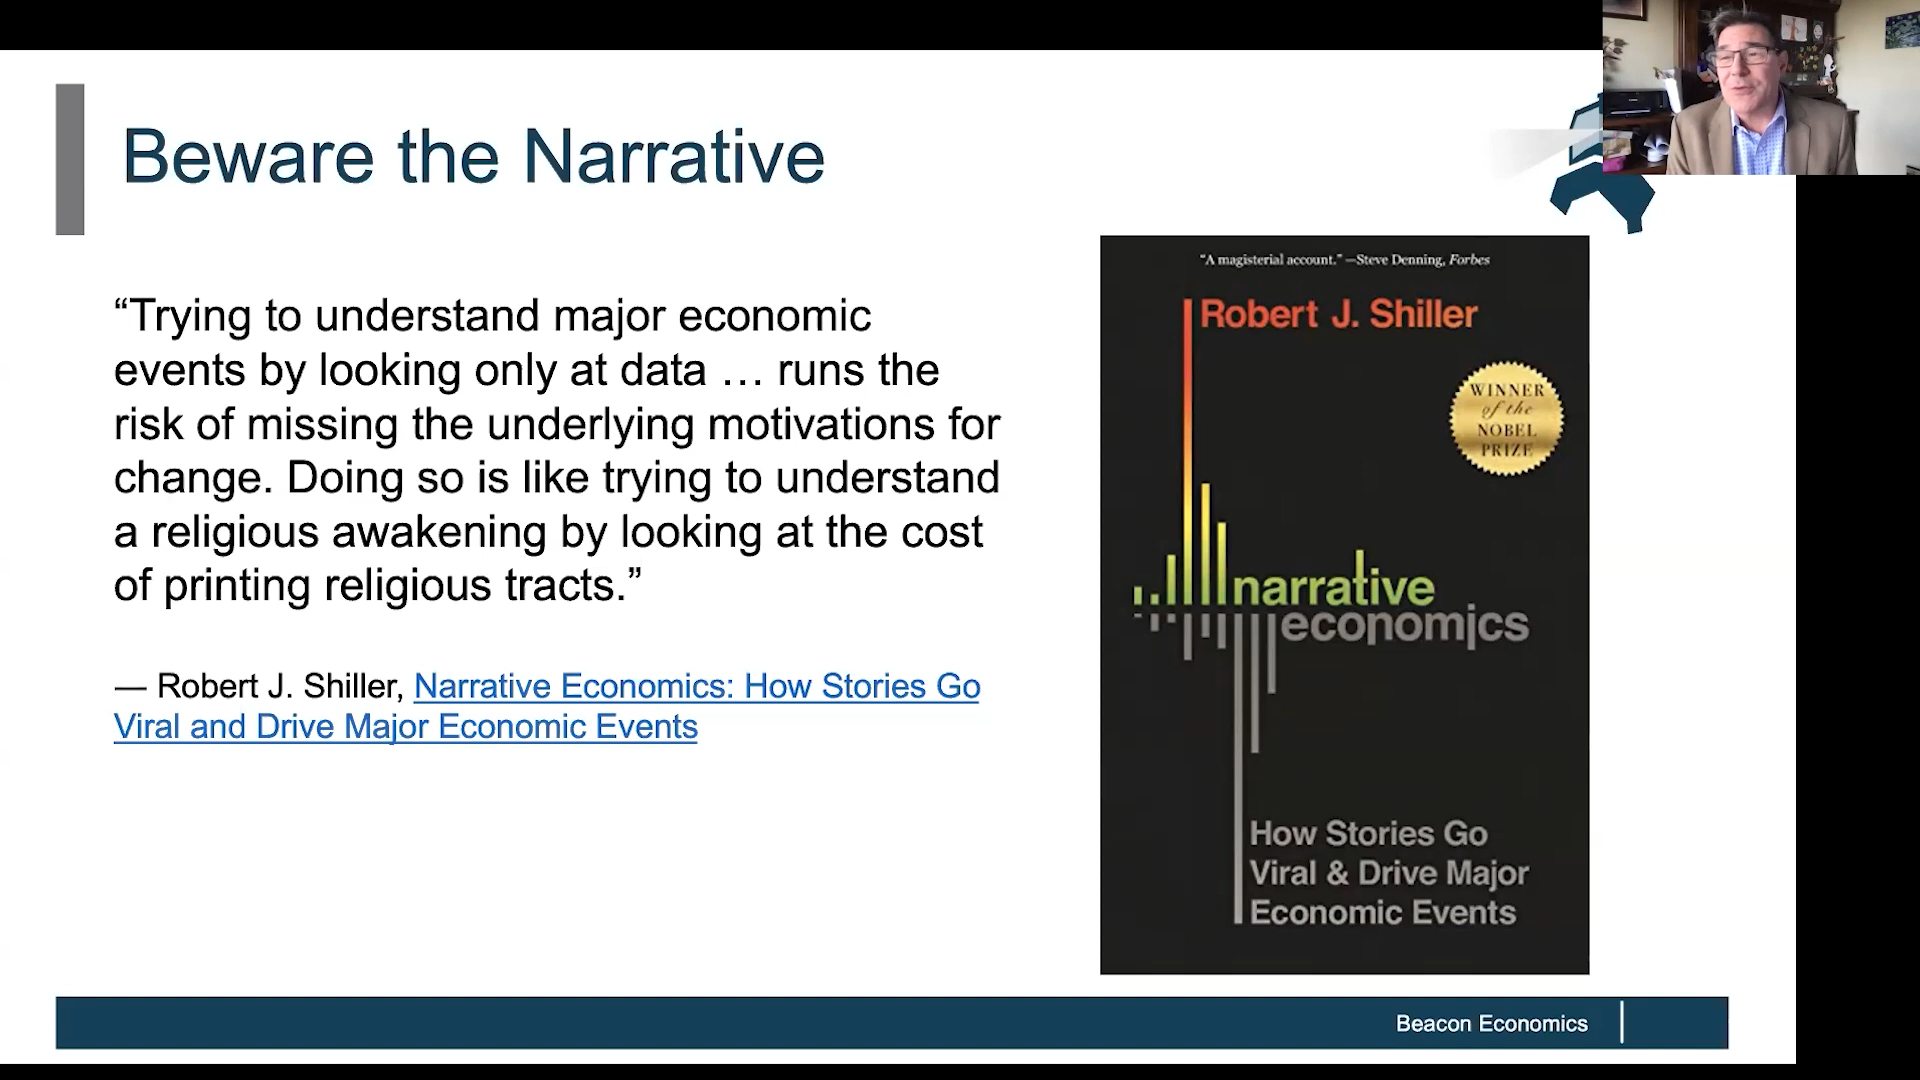 Beware the Narrative
“Trying to understand major economic
events by looking only at data … runs the
risk of missing the underlying motivations for
change. Doing so is like trying to understand
a religious awakening by looking at the cost
of printing religious tracts.”
— Robert J. Shiller, Narrative Economics: How Stories Go
Viral and Drive Major Economic Events
“A magisterial account.” —Steve Denning, Forbes
Robert J. Shiller
WINNER
of the
NOBEL
PRIZE
narrative
economics
How Stories Go
Viral & Drive Major
Economic Events
Beacon Economics